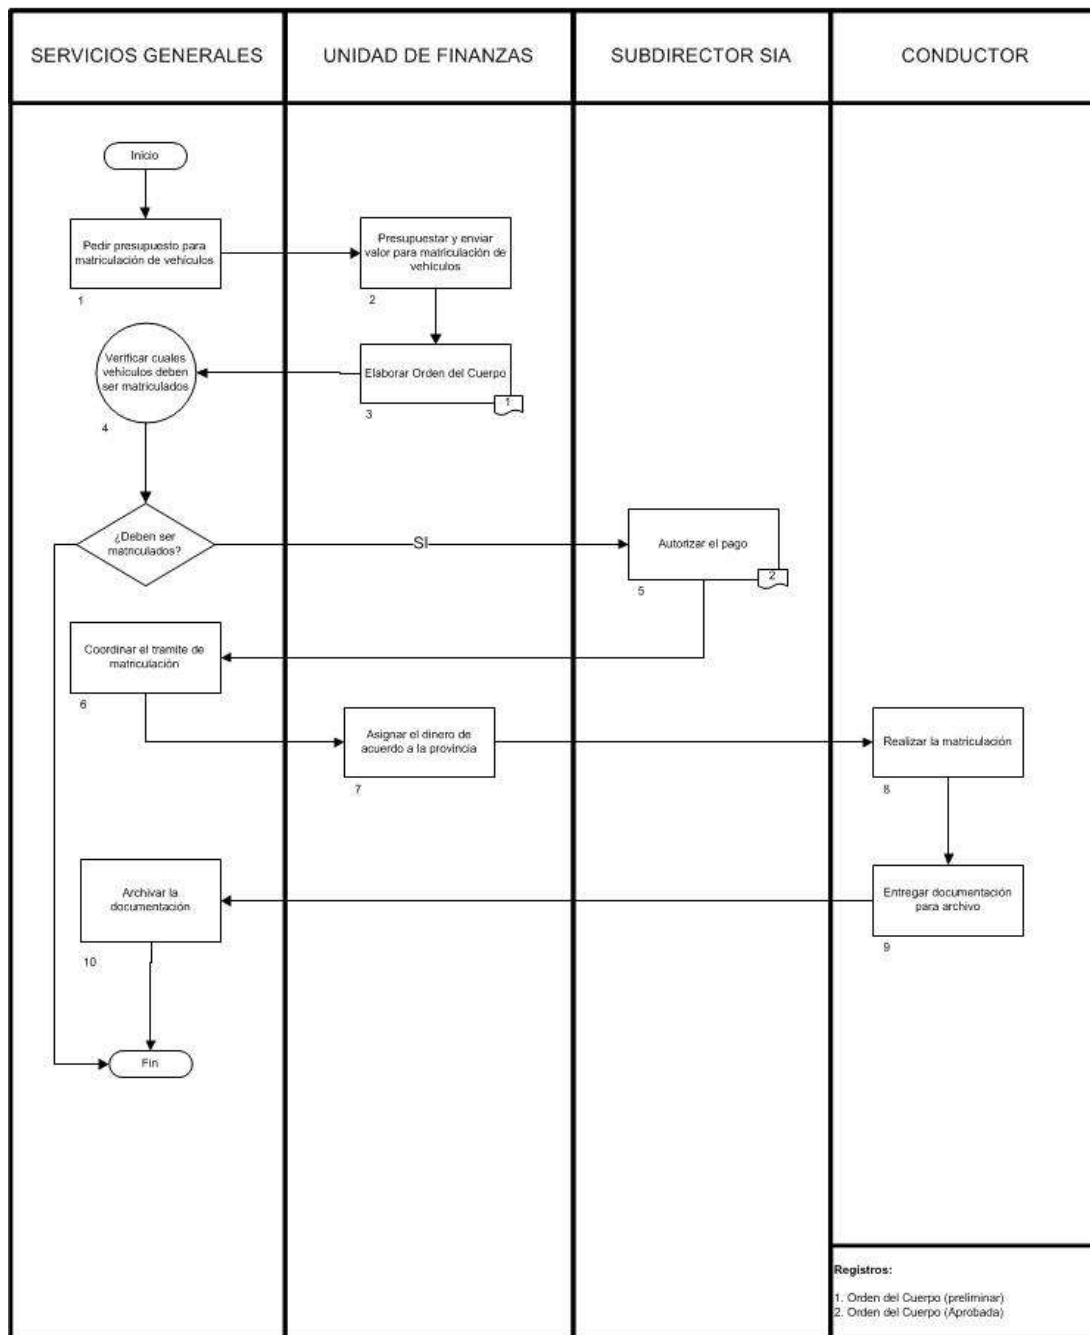 SERVICIOS GENERALES
UNIDAD DE FINANZAS
SUBDIRECTOR SIA
CONDUCTOR
Inicio
Pedir presupuesto para
matriculación de vehículos
1
Presupuestar y enviar
valor para matriculación de
vehículos
2
Elaborar Orden del Cuerpo
1
3
Verificar cuales
vehículos deben
ser matriculados
4
¿Deben ser
matriculados?
SI
Autorizar el pago
2
5
Coordinar el tramite de
matriculación
6
Asignar el dinero de
acuerdo a la provincia
7
Realizar la matriculación
8
Entregar documentación
para archivo
9
Archivar la
documentación
10
Fin
Registros:
1. Orden del Cuerpo (preliminar)
2. Orden del Cuerpo (Aprobada)